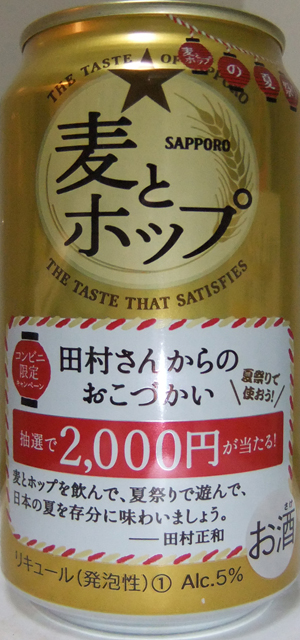 THE TASTE OF SAPPORO
麦と
ホップ
の夏祭
SAPPORO
麦と
ホップ
THE TASTE THAT SATISFIES
コンビニ
限定
キャンペーン
田村さんからの
おこづかい
夏祭りで
使おう!
抽選で2,000円が当たる!
麦とホップを飲んで、夏祭りで遊んで、
日本の夏を存分に味わいましょう。
——田村正和
お酒
リキュール(発泡性)① Alc.5%